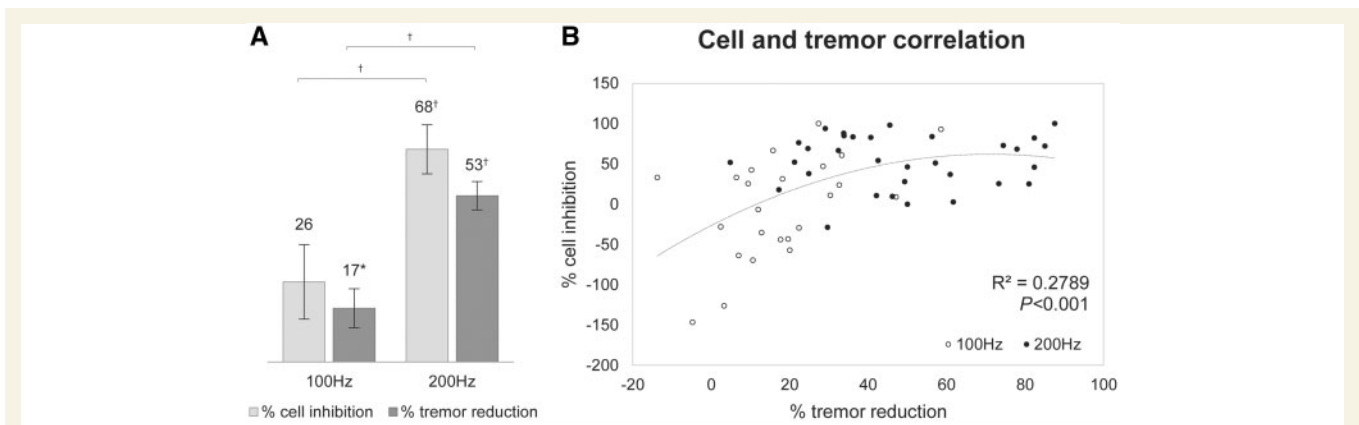 A
†
†
68†
53†
26
17*
100Hz
200Hz
% cell inhibition
% tremor reduction
B
Cell and tremor correlation
150
100
50
0
-50
-100
-150
-200
% cell inhibition
R² = 0.2789
P<0.001
100Hz
200Hz
-20
0
20
40
60
80
100
% tremor reduction